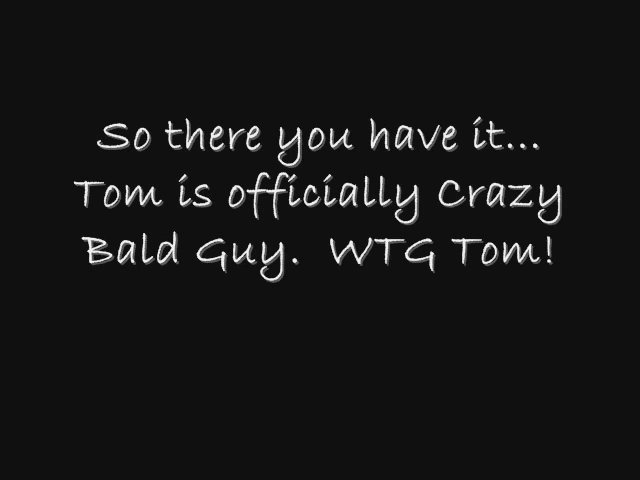 So there you have it...
Tom is officially Crazy
Bald Guy.  WTG Tom!